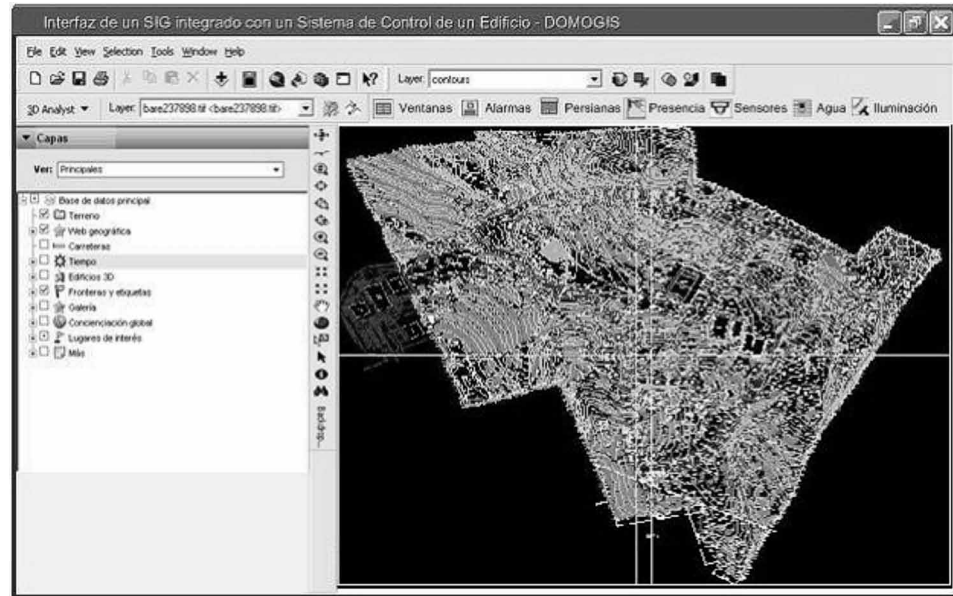 Interfaz de un SIG integrado con un Sistema de Control de un Edificio - DOMOGIS
File Edit View Selection Tools Window Help
Layer: contours
3D Analyst Layer: bare237898.tif <bare237898.tif> Ventanas Alarmas Persianas Presencia Sensores Agua Iluminación
Capas
Ver: Principales
Base de datos principal
Terreno
Web geográfica
Carreteras
Tiempo
Edificios 3D
Fronteras y etiquetas
Galería
Concienciación global
Lugares de interés
Más
Backdrop...